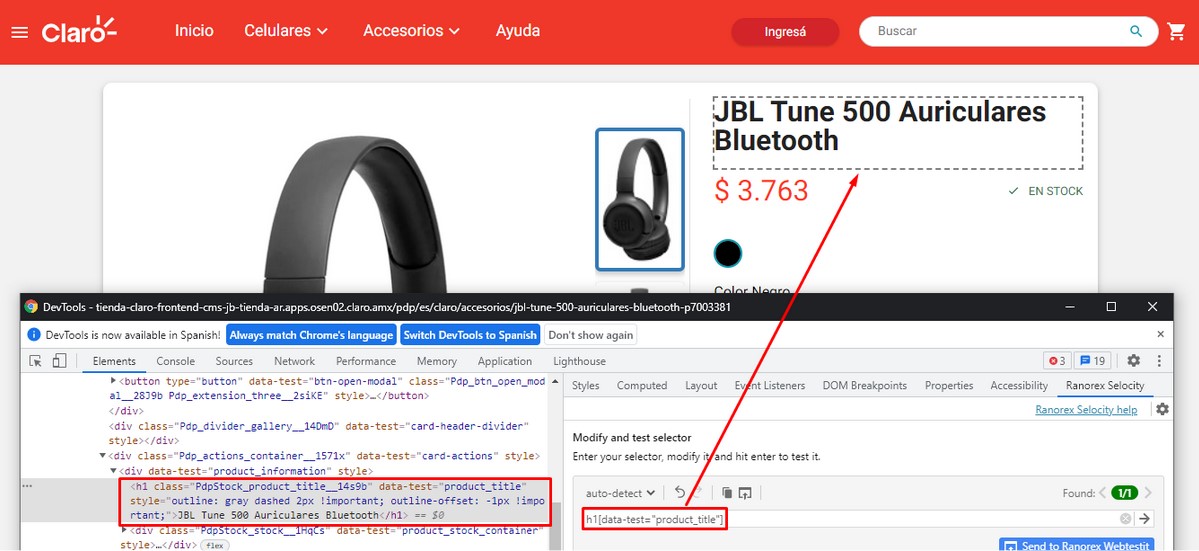 Claro
Inicio
Celulares
Accesorios
Ayuda
Ingresá
Buscar
JBL Tune 500 Auriculares
Bluetooth
$ 3.763
EN STOCK
JBL
Color Negro
DevTools - tienda-claro-frontend-cms-jb-tienda-ar.apps.osen02.claro.amx/pdp/es/claro/accesorios/jbl-tune-500-auriculares-bluetooth-p7003381
DevTools is now available in Spanish! Always match Chrome's language Switch DevTools to Spanish Don't show again
Elements Console Sources Network Performance Memory Application Lighthouse 3 19
<button type="button" data-test="btn-open-modal" class="Pdp_btn_open_mod
al__28J9b Pdp_extension_three__2siKE" style>…</button>
</div>
<div class="Pdp_divider_gallery__14DmD" data-test="card-header-divider"
style></div>
<div class="Pdp_actions_container__1571x" data-test="card-actions" style>
<div data-test="product_information" style>
<h1 class="PdpStock_product_title__14s9b" data-test="product_title"
style="outline: gray dashed 2px !important; outline-offset: -1px !impo
rtant;">JBL Tune 500 Auriculares Bluetooth</h1> == $0
<div class="PdpStock_stock__1HqCs" data-test="product_stock_container"
style>…</div> flex
Styles Computed Layout Event Listeners DOM Breakpoints Properties Accessibility Ranorex Selocity
Ranorex Selocity help
Modify and test selector
Enter your selector, modify it, and hit enter to test it.
auto-detect
Found: 1/1
h1[data-test="product_title"]
Send to Ranorex Webtestit